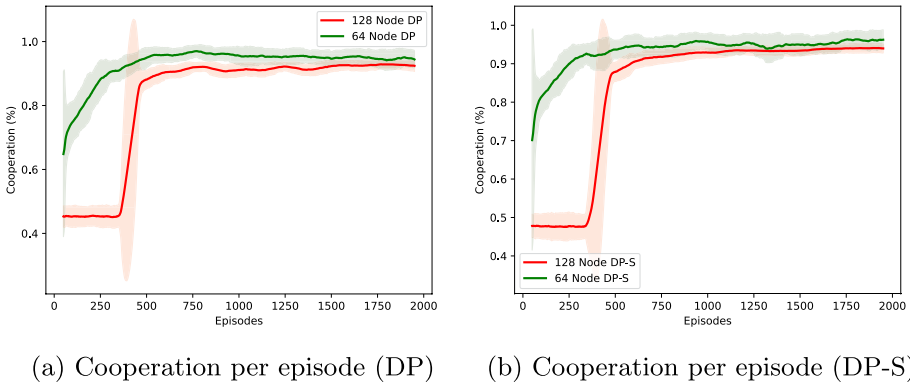 128 Node DP
64 Node DP
1.0
0.8
0.6
0.4
Cooperation (%)
0 250 500 750 1000 1250 1500 1750 2000
Episodes
(a) Cooperation per episode (DP)
1.0
0.9
0.8
0.7
0.6
0.5
0.4
Cooperation (%)
128 Node DP-S
64 Node DP-S
0 250 500 750 1000 1250 1500 1750 2000
Episodes
(b) Cooperation per episode (DP-S)